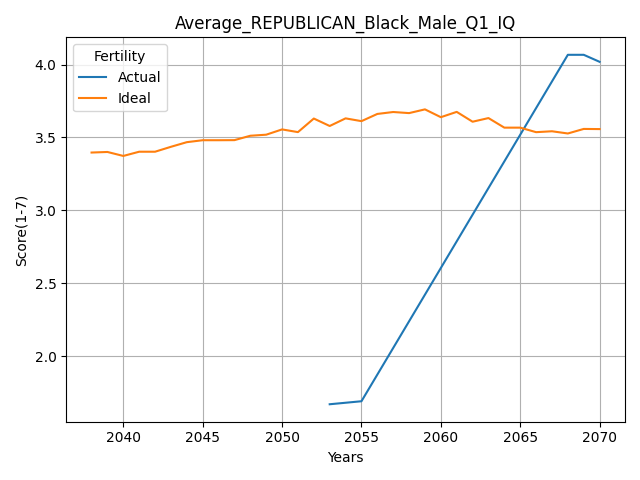 Average_REPUBLICAN_Black_Male_Q1_IQ
Fertility
Actual
Ideal
Score(1-7)
4.0
3.5
3.0
2.5
2.0
2040 2045 2050 2055 2060 2065 2070
Years